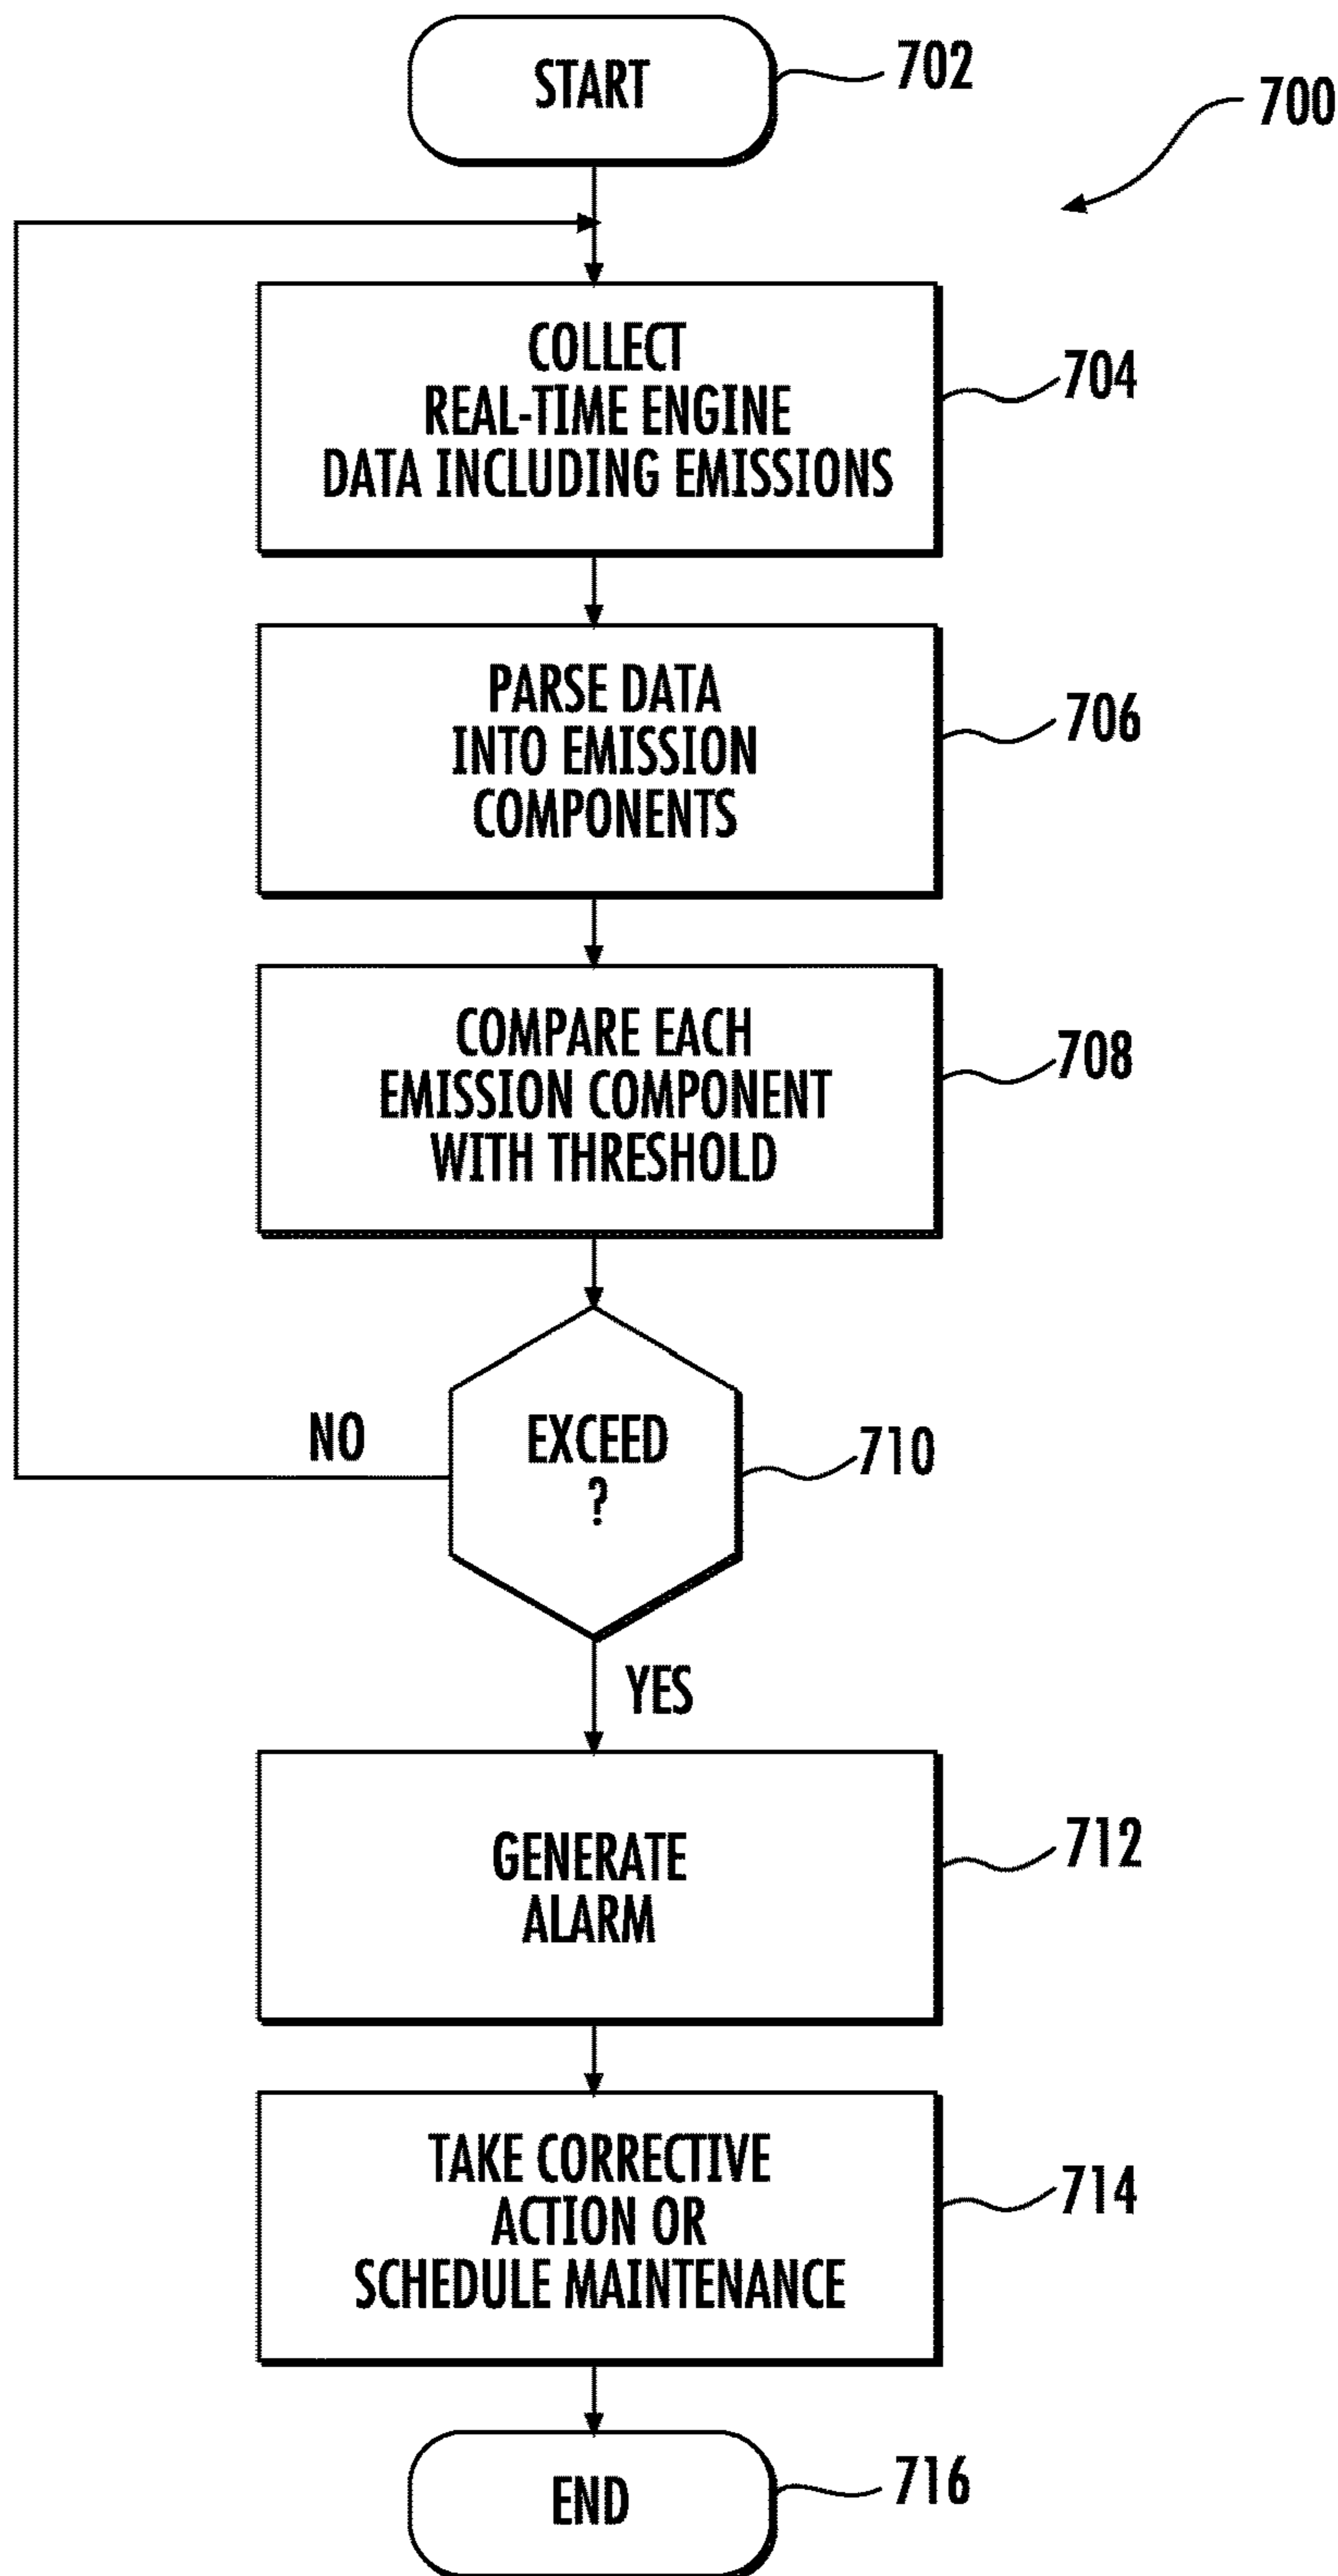 START
702
700
COLLECT
REAL-TIME ENGINE
DATA INCLUDING EMISSIONS
704
PARSE DATA
INTO EMISSION
COMPONENTS
706
COMPARE EACH
EMISSION COMPONENT
WITH THRESHOLD
708
NO
EXCEED
?
710
YES
GENERATE
ALARM
712
TAKE CORRECTIVE
ACTION OR
SCHEDULE MAINTENANCE
714
END
716